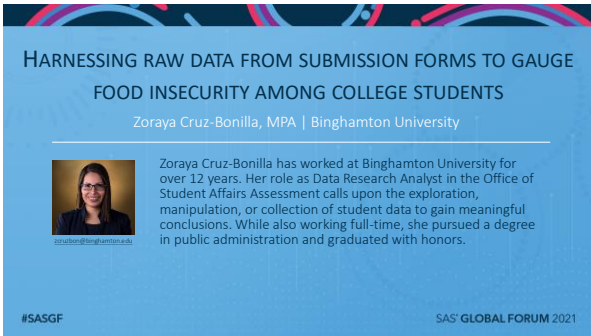 HARNESSING RAW DATA FROM SUBMISSION FORMS TO GAUGE
FOOD INSECURITY AMONG COLLEGE STUDENTS
Zoraya Cruz-Bonilla, MPA | Binghamton University
Zoraya Cruz-Bonilla has worked at Binghamton University for
over 12 years. Her role as Data Research Analyst in the Office of
Student Affairs Assessment calls upon the exploration,
manipulation, or collection of student data to gain meaningful
conclusions. While also working full-time, she pursued a degree
in public administration and graduated with honors.
zcruzbon@binghamton.edu
#SASGF
SAS® GLOBAL FORUM 2021